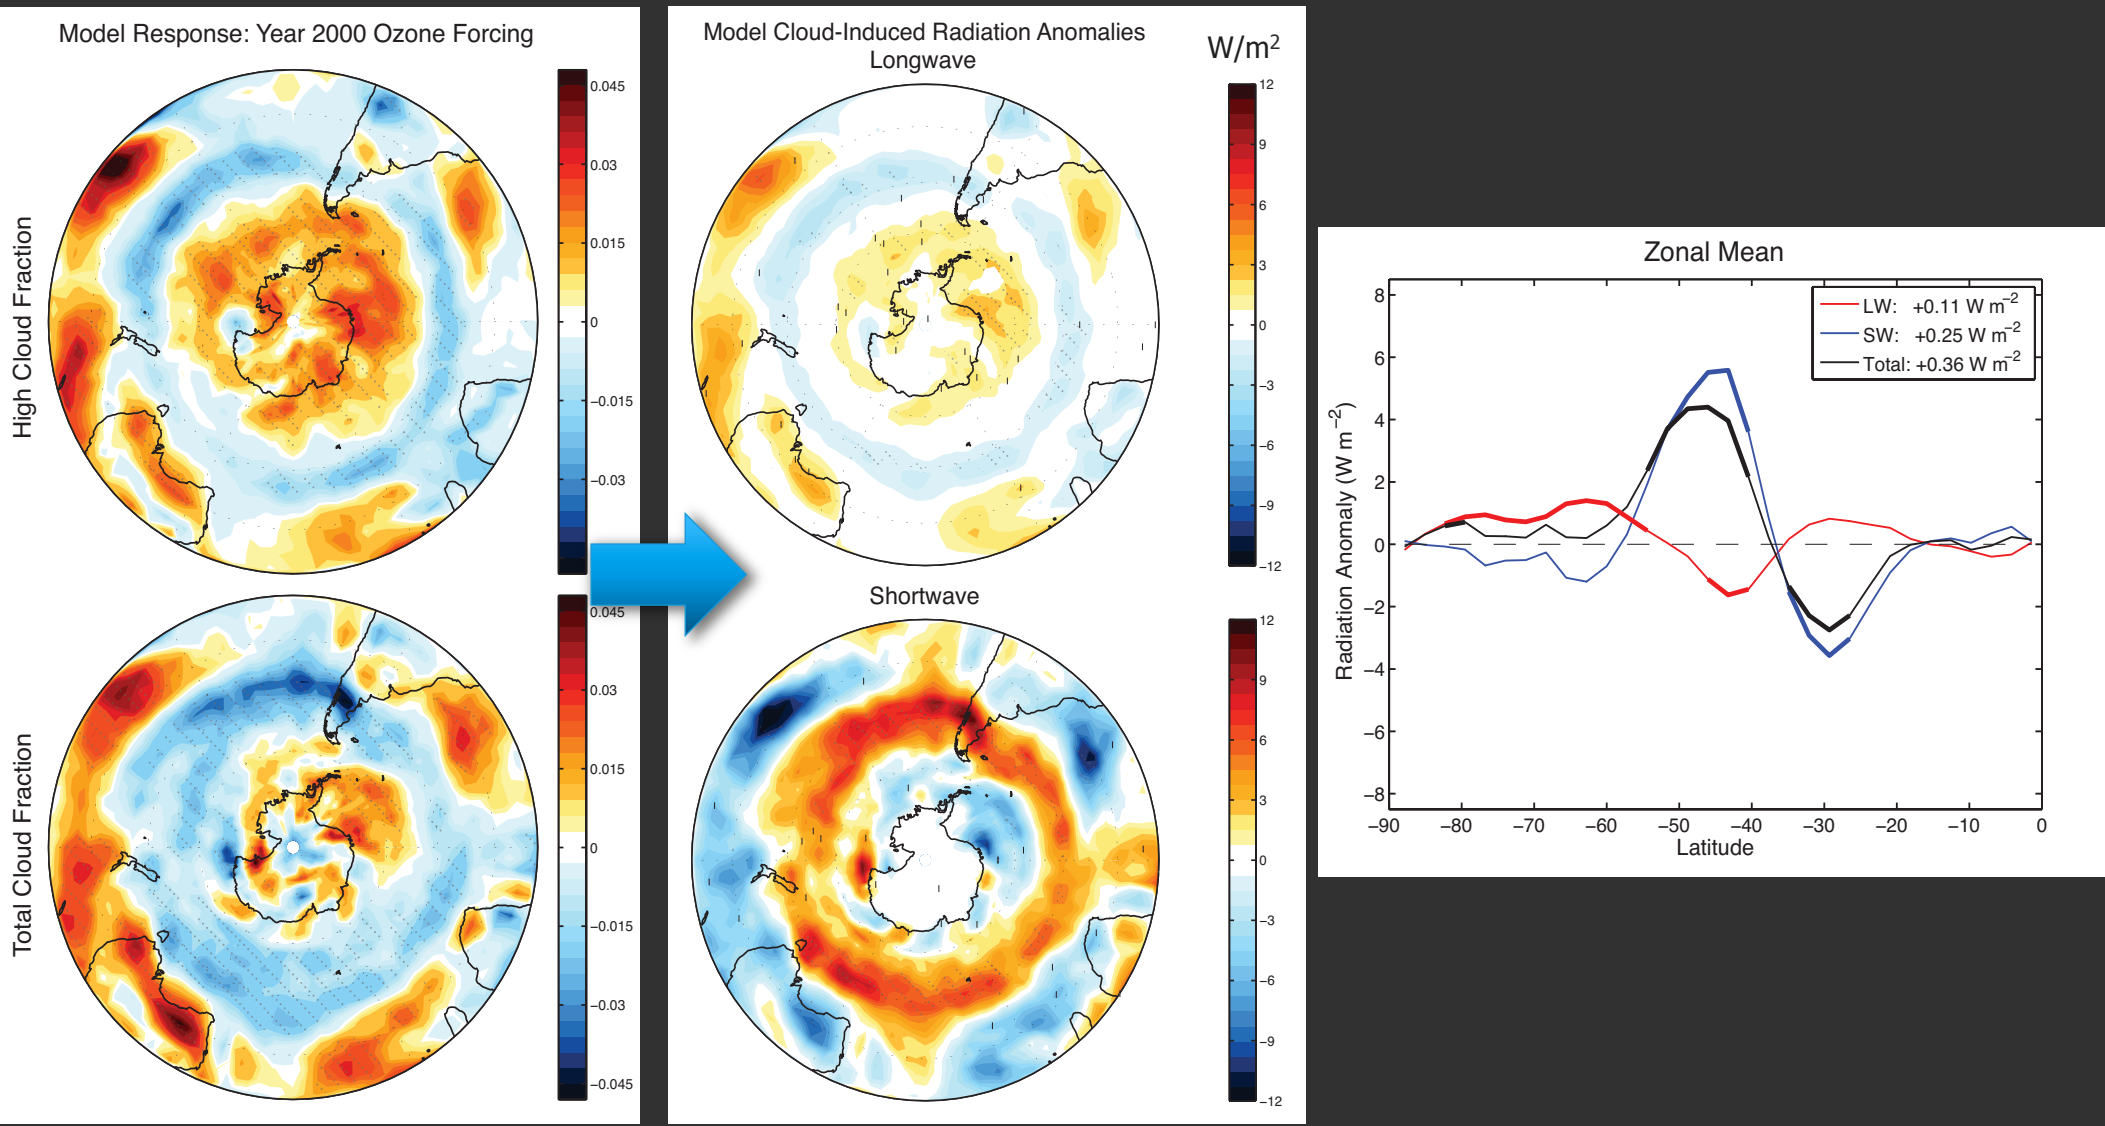 Model Response: Year 2000 Ozone Forcing
High Cloud Fraction
0.045
0.03
0.015
0
−0.015
−0.03
Total Cloud Fraction
0.045
0.03
0.015
0
−0.015
−0.03
−0.045
Model Cloud-Induced Radiation Anomalies
Longwave
W/m2
12
9
6
3
0
−3
−6
−9
−12
Shortwave
12
9
6
3
0
−3
−6
−9
−12
Zonal Mean
LW: +0.11 W m−2
SW: +0.25 W m−2
Total: +0.36 W m−2
Radiation Anomaly (W m−2)
8
6
4
2
0
−2
−4
−6
−8
−90 −80 −70 −60 −50 −40 −30 −20 −10 0
Latitude